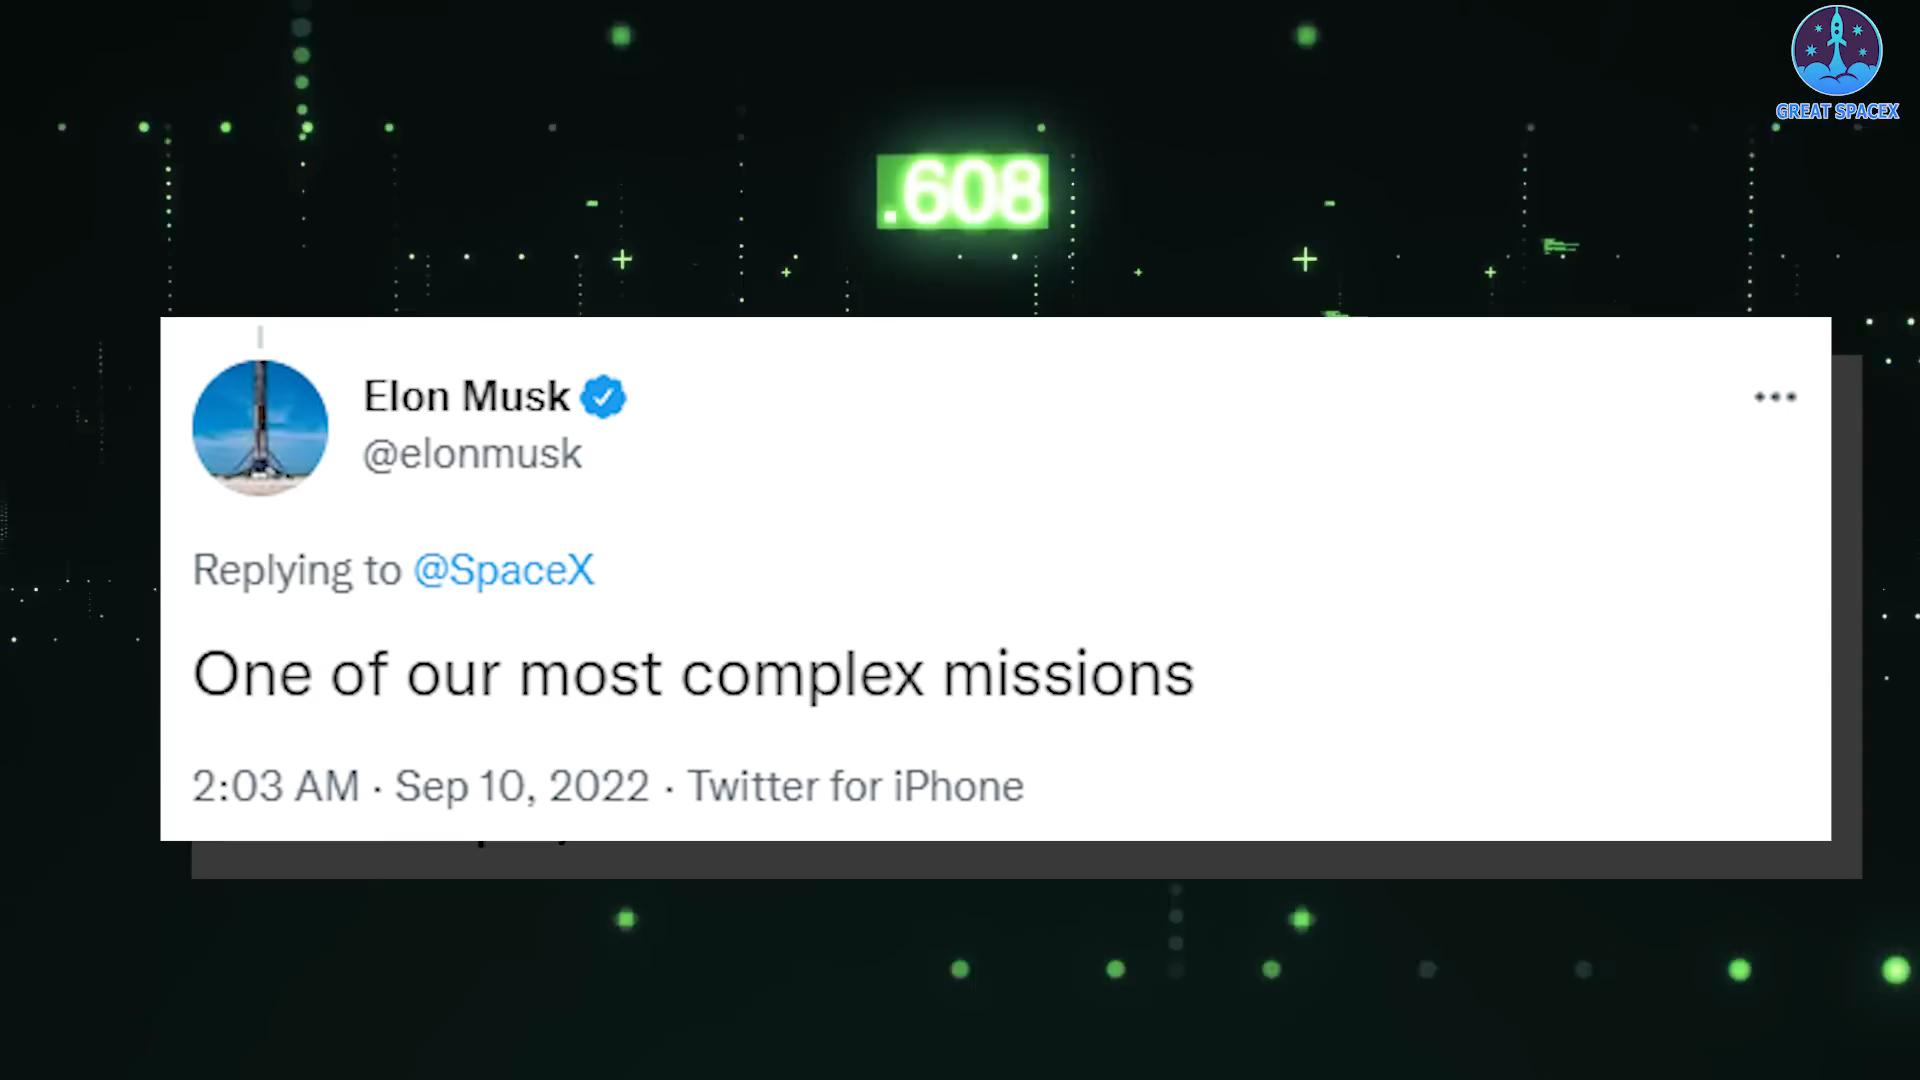 GREAT SPACEX
.608
Elon Musk
@elonmusk
Replying to @SpaceX
One of our most complex missions
2:03 AM · Sep 10, 2022 · Twitter for iPhone